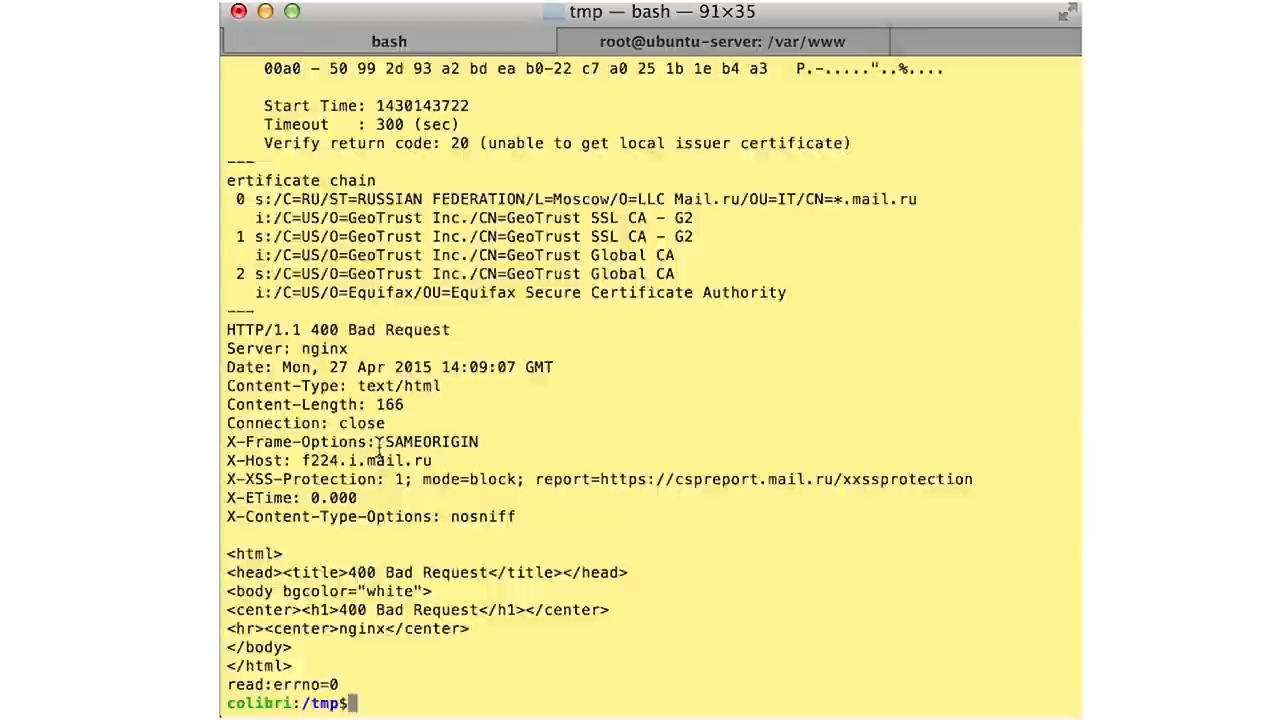 tmp — bash — 91×35
bash
root@ubuntu-server: /var/www
00a0 - 50 99 2d 93 a2 bd ea b0-22 c7 a0 25 1b 1e b4 a3   P.-....."..%....
Start Time: 1430143722
Timeout   : 300 (sec)
Verify return code: 20 (unable to get local issuer certificate)
---
ertificate chain
0 s:/C=RU/ST=RUSSIAN FEDERATION/L=Moscow/O=LLC Mail.ru/OU=IT/CN=*.mail.ru
i:/C=US/O=GeoTrust Inc./CN=GeoTrust SSL CA - G2
1 s:/C=US/O=GeoTrust Inc./CN=GeoTrust SSL CA - G2
i:/C=US/O=GeoTrust Inc./CN=GeoTrust Global CA
2 s:/C=US/O=GeoTrust Inc./CN=GeoTrust Global CA
i:/C=US/O=Equifax/OU=Equifax Secure Certificate Authority
---
HTTP/1.1 400 Bad Request
Server: nginx
Date: Mon, 27 Apr 2015 14:09:07 GMT
Content-Type: text/html
Content-Length: 166
Connection: close
X-Frame-Options: SAMEORIGIN
X-Host: f224.i.mail.ru
X-XSS-Protection: 1; mode=block; report=https://cspreport.mail.ru/xxssprotection
X-ETime: 0.000
X-Content-Type-Options: nosniff
<html>
<head><title>400 Bad Request</title></head>
<body bgcolor="white">
<center><h1>400 Bad Request</h1></center>
<hr><center>nginx</center>
</body>
</html>
read:errno=0
colibri:/tmp$